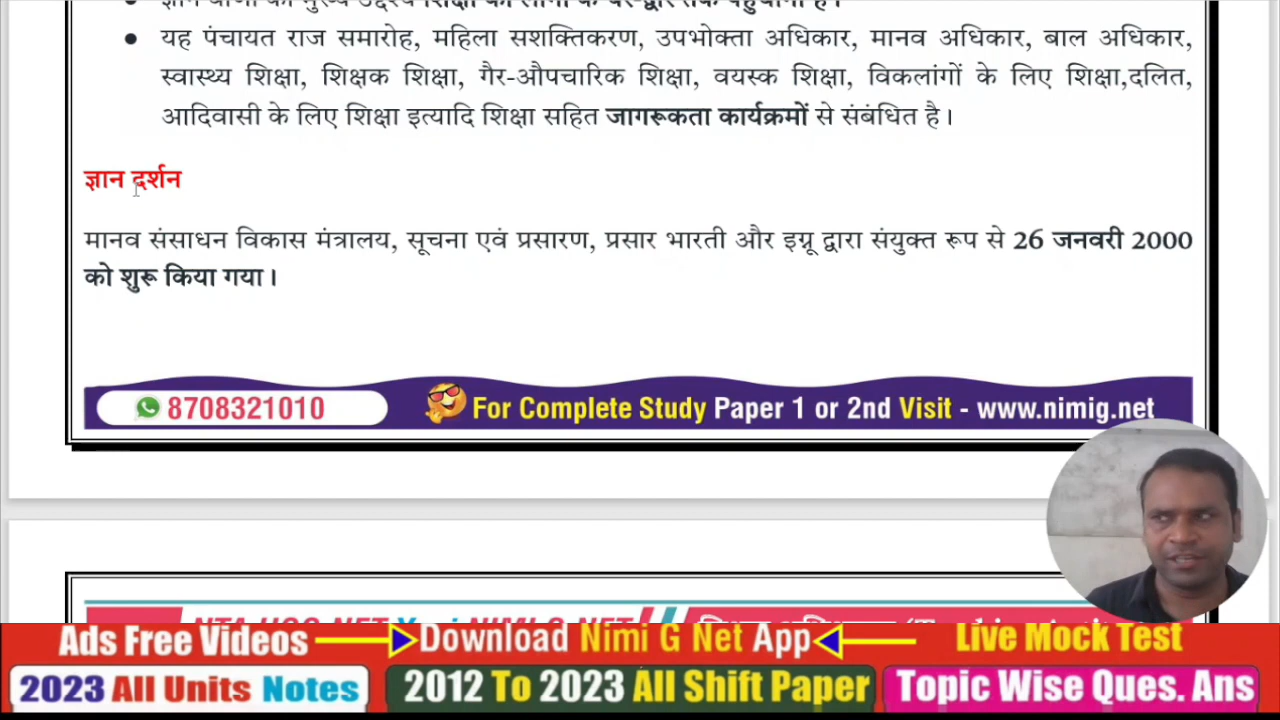 यह पंचायत राज समारोह, महिला सशक्तिकरण, उपभोक्ता अधिकार, मानव अधिकार, बाल अधिकार,
स्वास्थ्य शिक्षा, शिक्षक शिक्षा, गैर-औपचारिक शिक्षा, वयस्क शिक्षा, विकलांगों के लिए शिक्षा,दलित,
आदिवासी के लिए शिक्षा इत्यादि शिक्षा सहित जागरूकता कार्यक्रमों से संबंधित है।
ज्ञान दर्शन
मानव संसाधन विकास मंत्रालय, सूचना एवं प्रसारण, प्रसार भारती और इग्नू द्वारा संयुक्त रूप से 26 जनवरी 2000
को शुरू किया गया।
8708321010
For Complete Study Paper 1 or 2nd Visit - www.nimig.net
Ads Free Videos Download Nimi G Net App Live Mock Test
2023 All Units Notes 2012 To 2023 All Shift Paper Topic Wise Ques. Ans